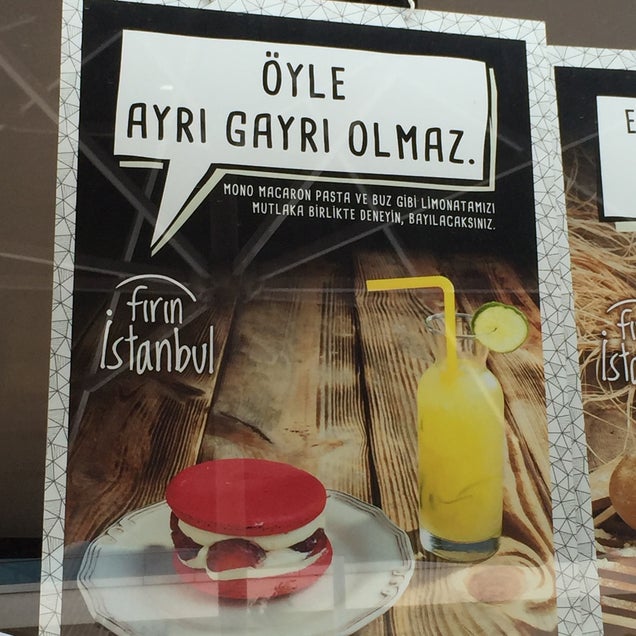 ÖYLE
AYRI GAYRI OLMAZ.
MONO MACARON PASTA VE BUZ GİBİ LİMONATAMIZI
MUTLAKA BİRLİKTE DENEYİN, BAYILACAKSINIZ.
fırın
İstanbul